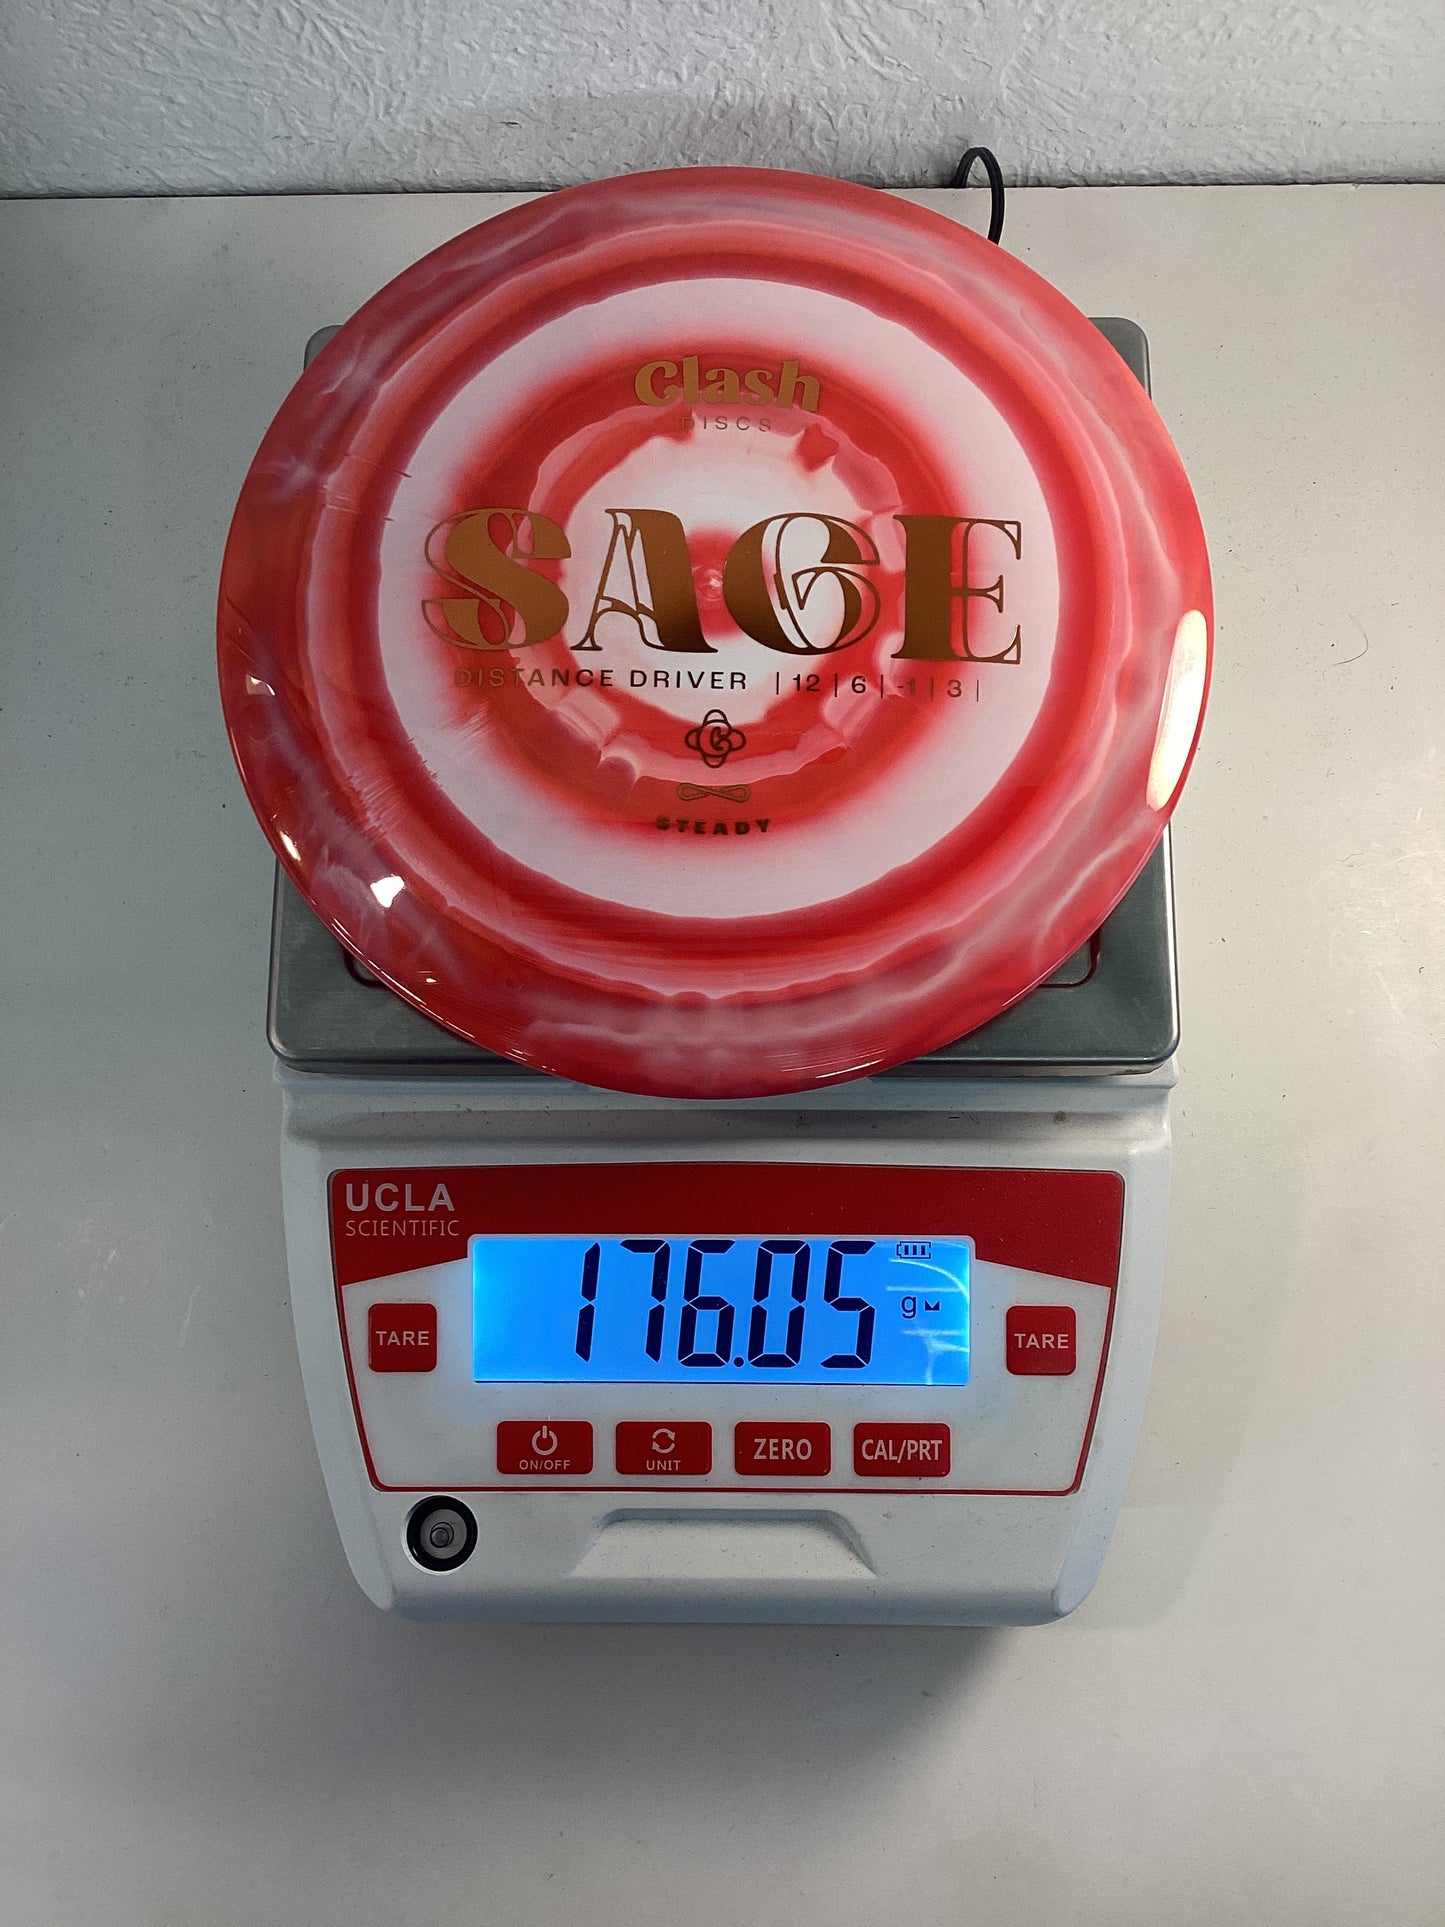 Clash
DISCS
SAGE
DISTANCE DRIVER | 12 | 6 | -1 | 3 |
STEADY
UCLA
SCIENTIFIC
176.05
g
TARE
TARE
ON/OFF
UNIT
ZERO
CAL/PRT